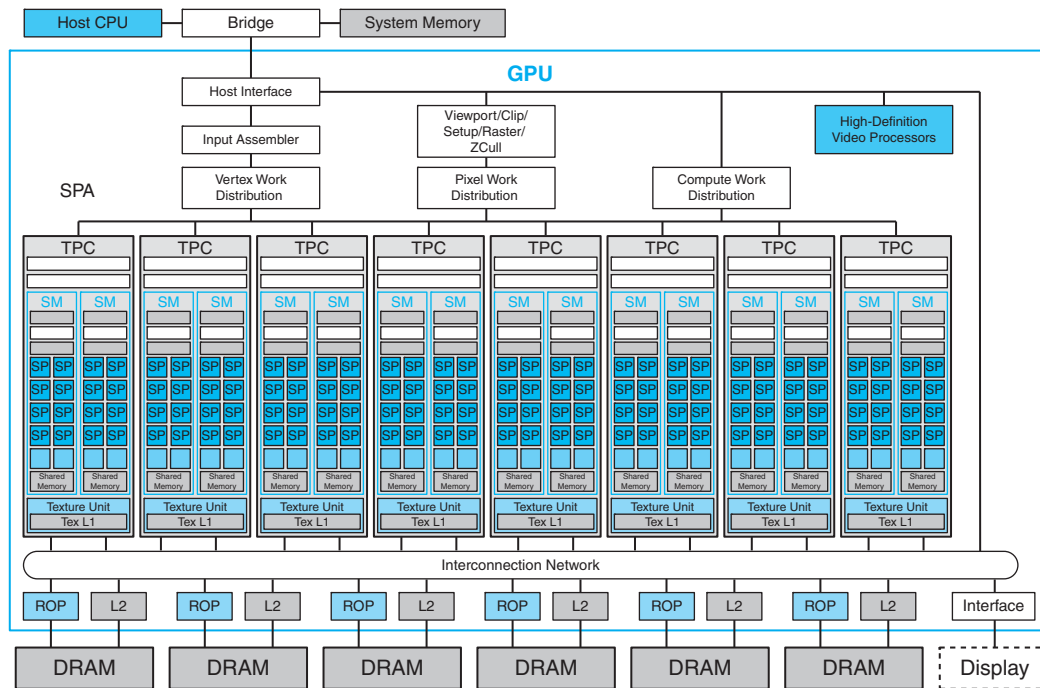 Host CPU
Bridge
System Memory
GPU
Host Interface
Viewport/Clip/
Setup/Raster/
ZCull
High-Definition
Video Processors
Input Assembler
SPA
Vertex Work
Distribution
Pixel Work
Distribution
Compute Work
Distribution
TPC TPC TPC TPC TPC TPC TPC TPC
SM SM SM SM SM SM SM SM SM SM SM SM SM SM SM SM
SP SP SP SP SP SP SP SP SP SP SP SP SP SP SP SP SP SP SP SP SP SP SP SP SP SP SP SP SP SP SP SP
SP SP SP SP SP SP SP SP SP SP SP SP SP SP SP SP SP SP SP SP SP SP SP SP SP SP SP SP SP SP SP SP
SP SP SP SP SP SP SP SP SP SP SP SP SP SP SP SP SP SP SP SP SP SP SP SP SP SP SP SP SP SP SP SP
SP SP SP SP SP SP SP SP SP SP SP SP SP SP SP SP SP SP SP SP SP SP SP SP SP SP SP SP SP SP SP SP
Shared Shared Shared Shared Shared Shared Shared Shared Shared Shared Shared Shared Shared Shared Shared Shared
Memory Memory Memory Memory Memory Memory Memory Memory Memory Memory Memory Memory Memory Memory Memory Memory
Texture Unit Texture Unit Texture Unit Texture Unit Texture Unit Texture Unit Texture Unit Texture Unit
Tex L1 Tex L1 Tex L1 Tex L1 Tex L1 Tex L1 Tex L1 Tex L1
Interconnection Network
ROP L2 ROP L2 ROP L2 ROP L2 ROP L2 ROP L2 Interface
DRAM DRAM DRAM DRAM DRAM DRAM Display